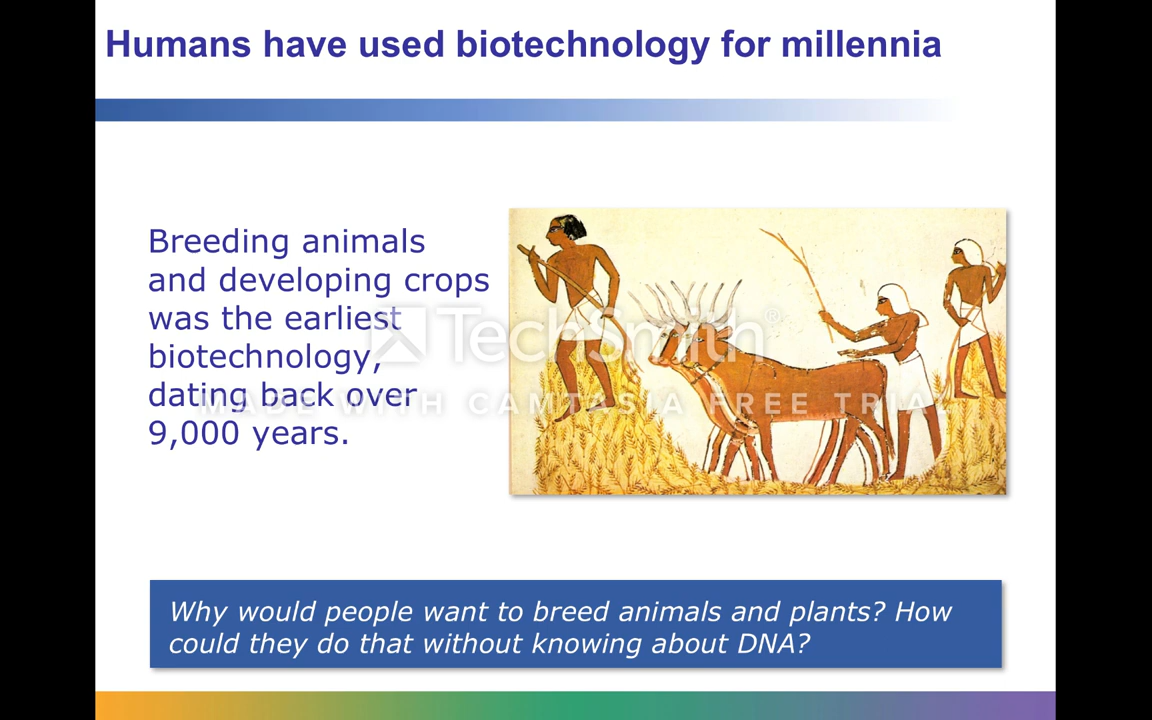 Humans have used biotechnology for millennia
Breeding animals
and developing crops
was the earliest
biotechnology,
dating back over
9,000 years.
TechSmith®
MADE WITH CAMTASIA FREE TRIAL
Why would people want to breed animals and plants? How
could they do that without knowing about DNA?